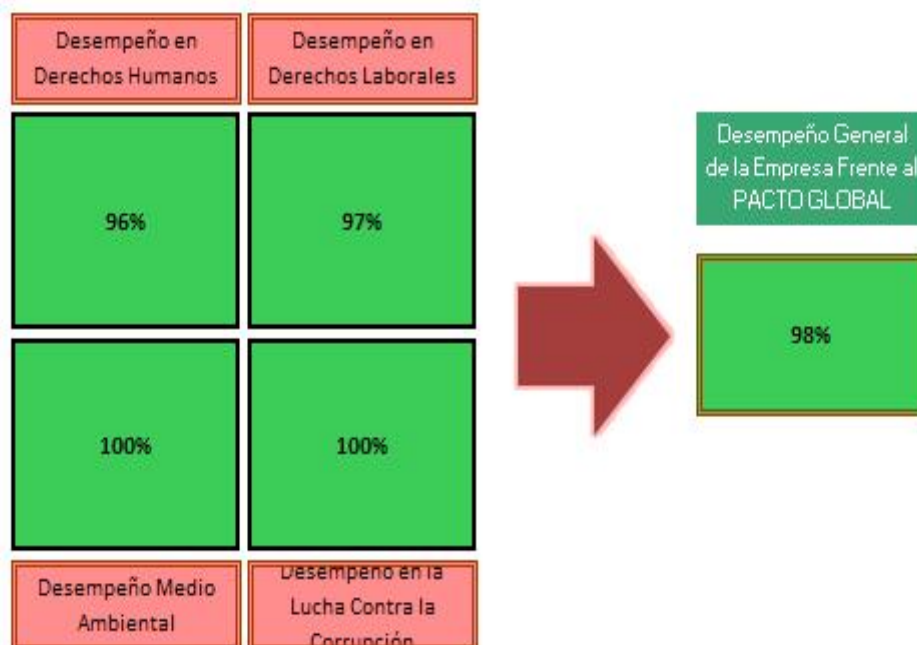 Desempeño en
Derechos Humanos
Desempeño en
Derechos Laborales
96%
97%
100%
100%
Desempeño Medio
Ambiental
Desempeño en la
Lucha Contra la
Corrupción
Desempeño General
de la Empresa Frente al
PACTO GLOBAL
98%